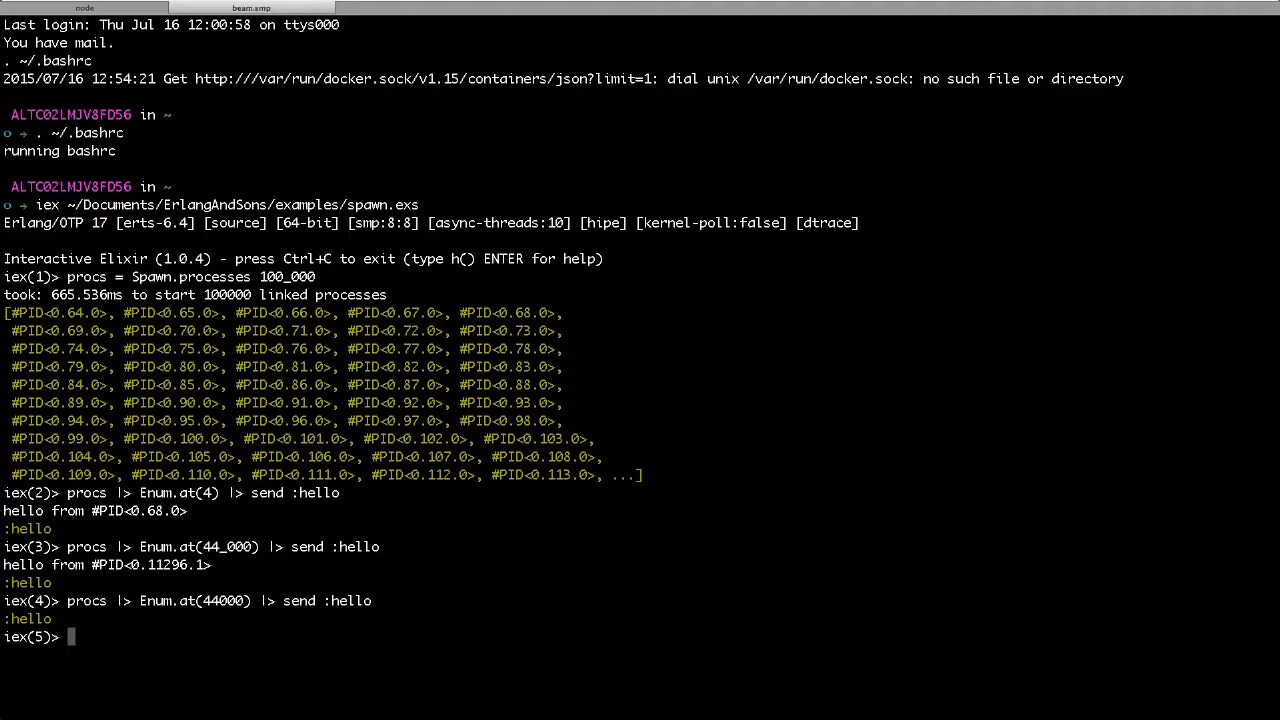 node beam.smp
Last login: Thu Jul 16 12:00:58 on ttys000
You have mail.
. ~/.bashrc
2015/07/16 12:54:21 Get http:///var/run/docker.sock/v1.15/containers/json?limit=1: dial unix /var/run/docker.sock: no such file or directory
ALTC02LMJV8FD56 in ~
o → . ~/.bashrc
running bashrc
ALTC02LMJV8FD56 in ~
o → iex ~/Documents/ErlangAndSons/examples/spawn.exs
Erlang/OTP 17 [erts-6.4] [source] [64-bit] [smp:8:8] [async-threads:10] [hipe] [kernel-poll:false] [dtrace]
Interactive Elixir (1.0.4) - press Ctrl+C to exit (type h() ENTER for help)
iex(1)> procs = Spawn.processes 100_000
took: 665.536ms to start 100000 linked processes
[#PID<0.64.0>, #PID<0.65.0>, #PID<0.66.0>, #PID<0.67.0>, #PID<0.68.0>,
#PID<0.69.0>, #PID<0.70.0>, #PID<0.71.0>, #PID<0.72.0>, #PID<0.73.0>,
#PID<0.74.0>, #PID<0.75.0>, #PID<0.76.0>, #PID<0.77.0>, #PID<0.78.0>,
#PID<0.79.0>, #PID<0.80.0>, #PID<0.81.0>, #PID<0.82.0>, #PID<0.83.0>,
#PID<0.84.0>, #PID<0.85.0>, #PID<0.86.0>, #PID<0.87.0>, #PID<0.88.0>,
#PID<0.89.0>, #PID<0.90.0>, #PID<0.91.0>, #PID<0.92.0>, #PID<0.93.0>,
#PID<0.94.0>, #PID<0.95.0>, #PID<0.96.0>, #PID<0.97.0>, #PID<0.98.0>,
#PID<0.99.0>, #PID<0.100.0>, #PID<0.101.0>, #PID<0.102.0>, #PID<0.103.0>,
#PID<0.104.0>, #PID<0.105.0>, #PID<0.106.0>, #PID<0.107.0>, #PID<0.108.0>,
#PID<0.109.0>, #PID<0.110.0>, #PID<0.111.0>, #PID<0.112.0>, #PID<0.113.0>, ...]
iex(2)> procs |> Enum.at(4) |> send :hello
hello from #PID<0.68.0>
:hello
iex(3)> procs |> Enum.at(44_000) |> send :hello
hello from #PID<0.11296.1>
:hello
iex(4)> procs |> Enum.at(44000) |> send :hello
:hello
iex(5)>